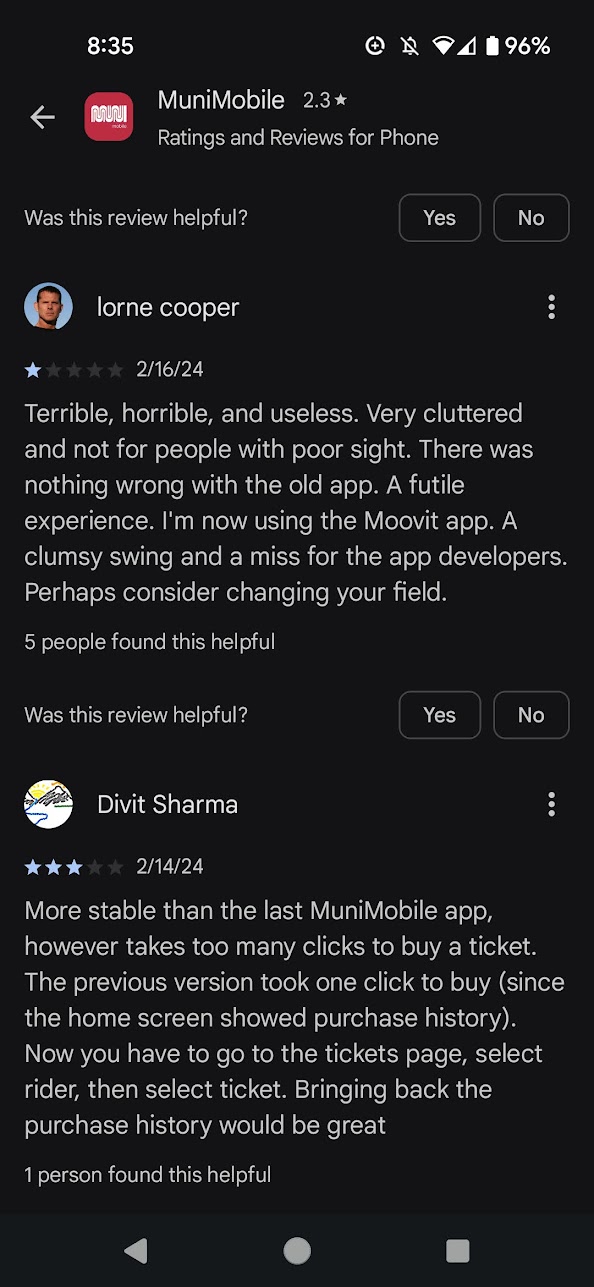 8:35
96%
MuniMobile 2.3★
MUNI
mobile
Ratings and Reviews for Phone
Was this review helpful?
Yes
No
lorne cooper
2/16/24
Terrible, horrible, and useless. Very cluttered
and not for people with poor sight. There was
nothing wrong with the old app. A futile
experience. I'm now using the Moovit app. A
clumsy swing and a miss for the app developers.
Perhaps consider changing your field.
5 people found this helpful
Was this review helpful?
Yes
No
Divit Sharma
2/14/24
More stable than the last MuniMobile app,
however takes too many clicks to buy a ticket.
The previous version took one click to buy (since
the home screen showed purchase history).
Now you have to go to the tickets page, select
rider, then select ticket. Bringing back the
purchase history would be great
1 person found this helpful